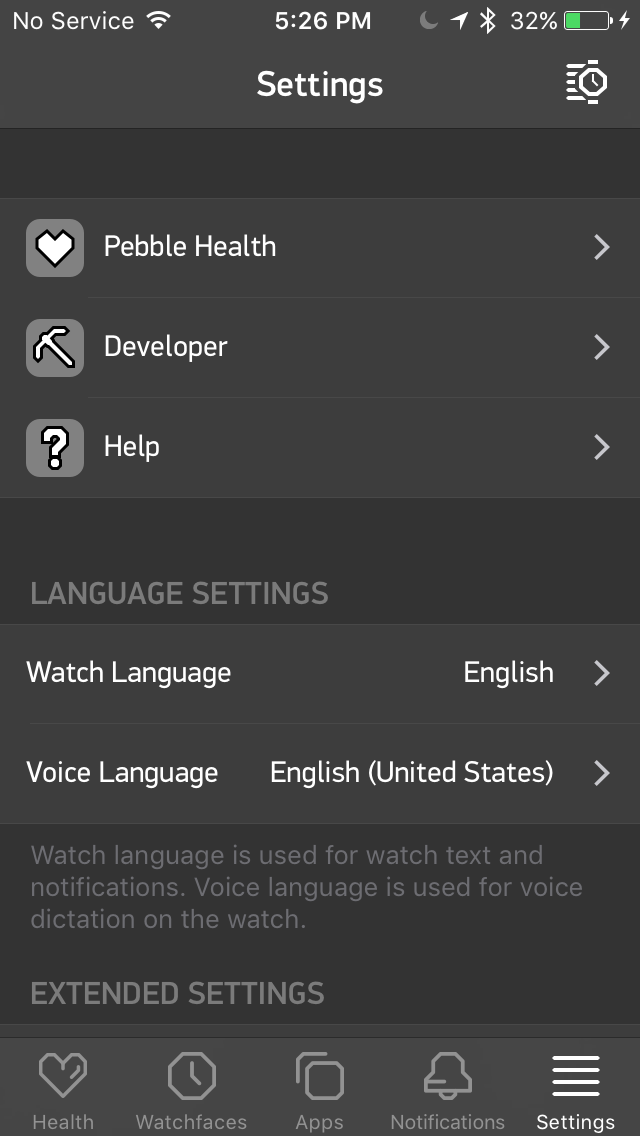 No Service 5:26 PM 32%
Settings
Pebble Health
Developer
Help
LANGUAGE SETTINGS
Watch Language English
Voice Language English (United States)
Watch language is used for watch text and
notifications. Voice language is used for voice
dictation on the watch.
EXTENDED SETTINGS
Health Watchfaces Apps Notifications Settings